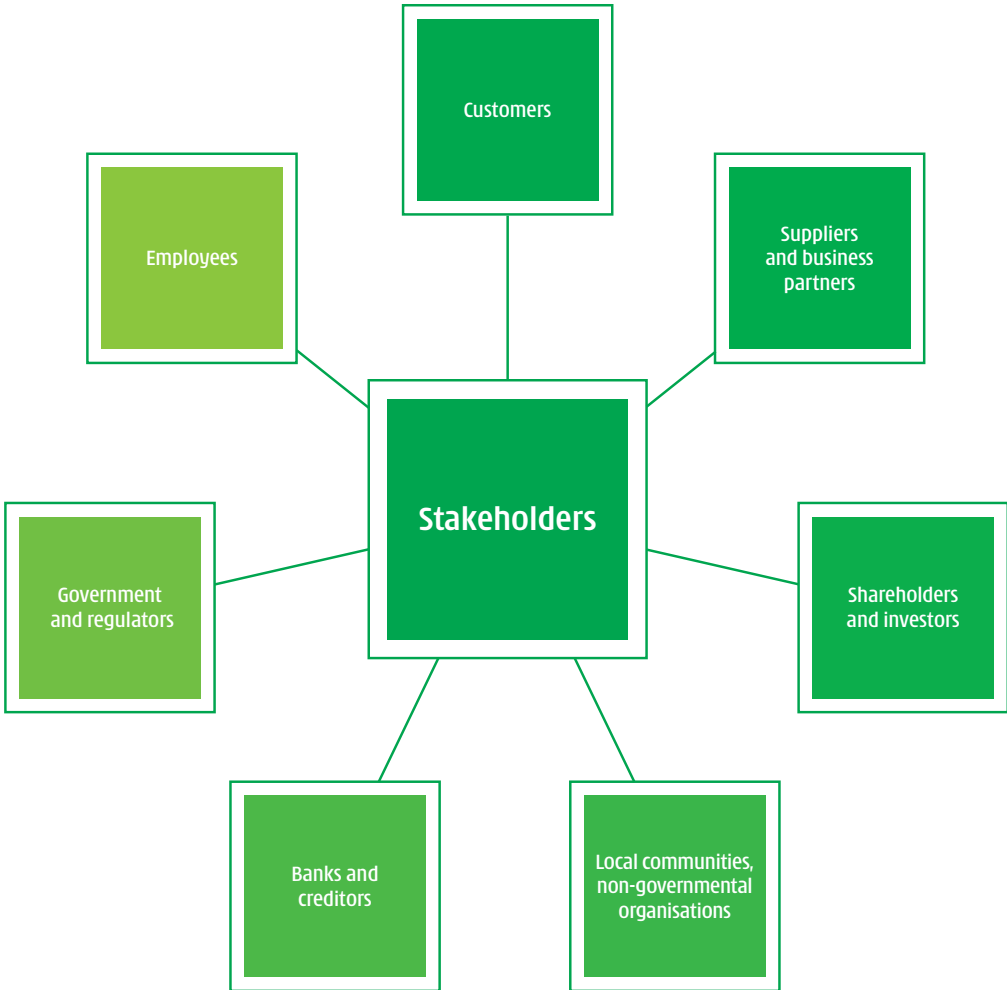 Customers
Employees
Suppliers
and business
partners
Stakeholders
Government
and regulators
Shareholders
and investors
Banks and
creditors
Local communities,
non-governmental
organisations